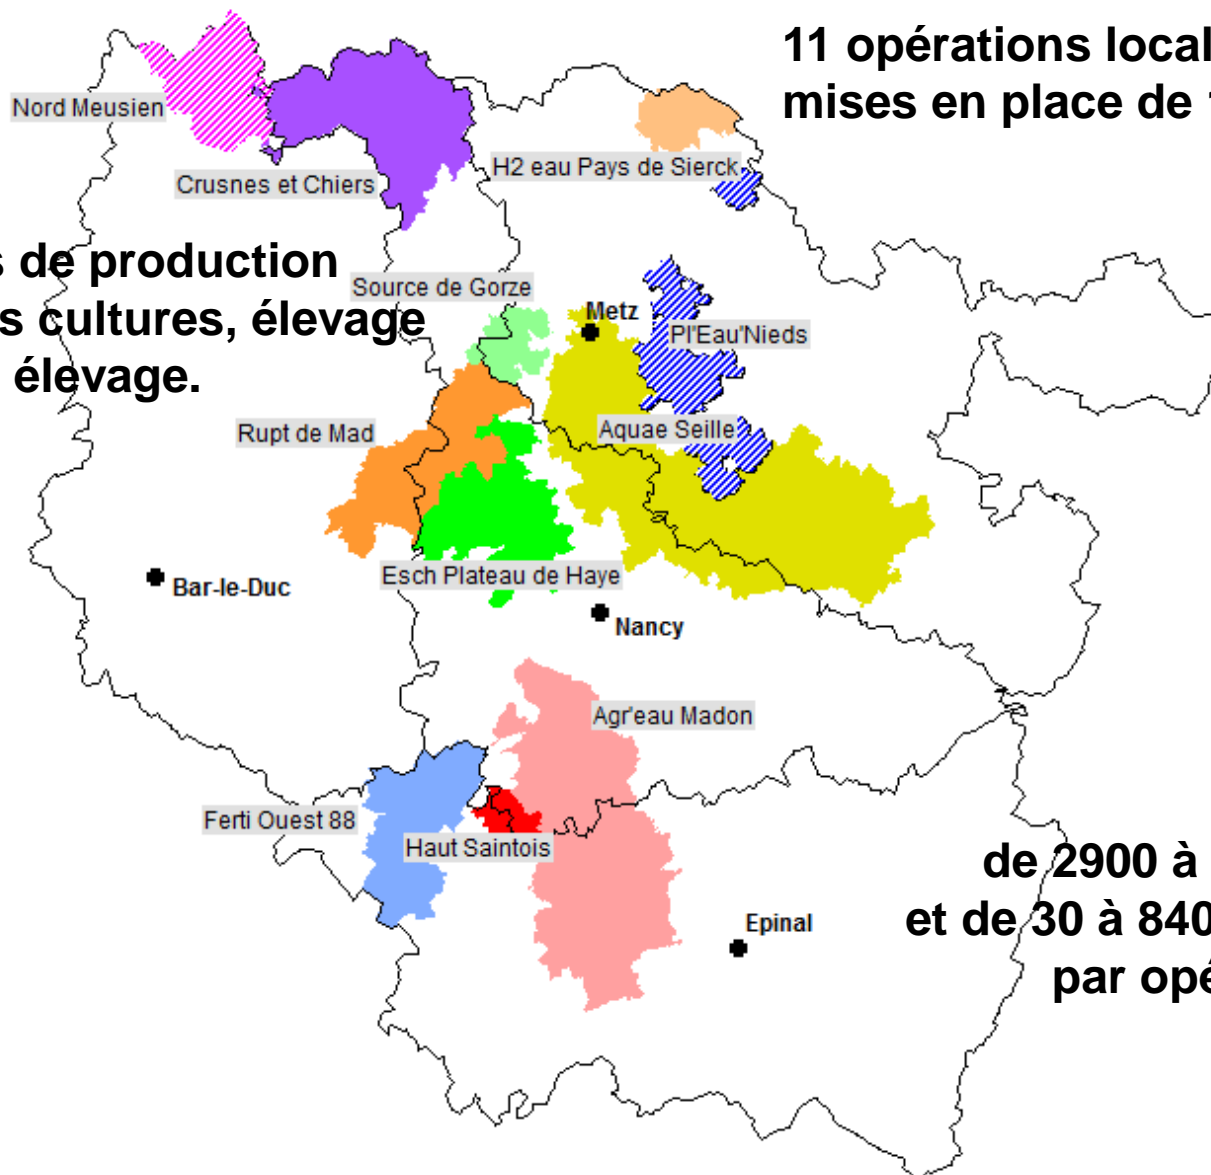 11 opérations local
mises en place de
Nord Meusien
Crusnes et Chiers
H2 eau Pays de Sierck
s de production
s cultures, élevage
élevage.
Source de Gorze
Metz
Pl'Eau'Nieds
Rupt de Mad
Aquae Seille
Esch Plateau de Haye
Bar-le-Duc
Nancy
Agr'eau Madon
Ferti Ouest 88
Haut Saintois
de 2900 à
et de 30 à 840
par opé
Epinal